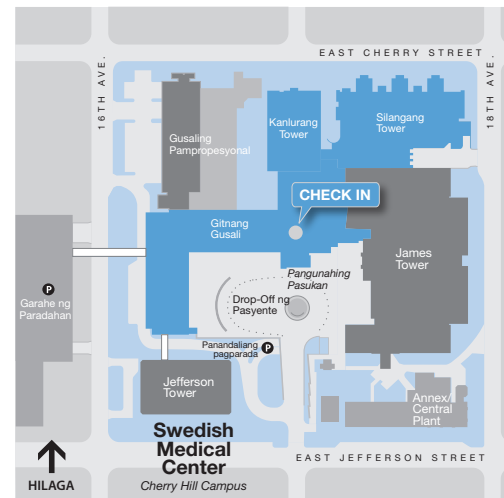 EAST CHERRY STREET
16TH AVE.
18TH AVE.
Kanlurang
Tower
Silangang
Tower
Gusaling
Pampropesyonal
CHECK IN
Gitnang
Gusali
James
Tower
Pangunahing
Pasukan
P
Garahe ng
Paradahan
Drop-Off ng
Pasyente
Panandaliang
pagparada
P
Jefferson
Tower
Annex/
Central
Plant
Swedish
Medical
Center
Cherry Hill Campus
EAST JEFFERSON STREET
HILAGA